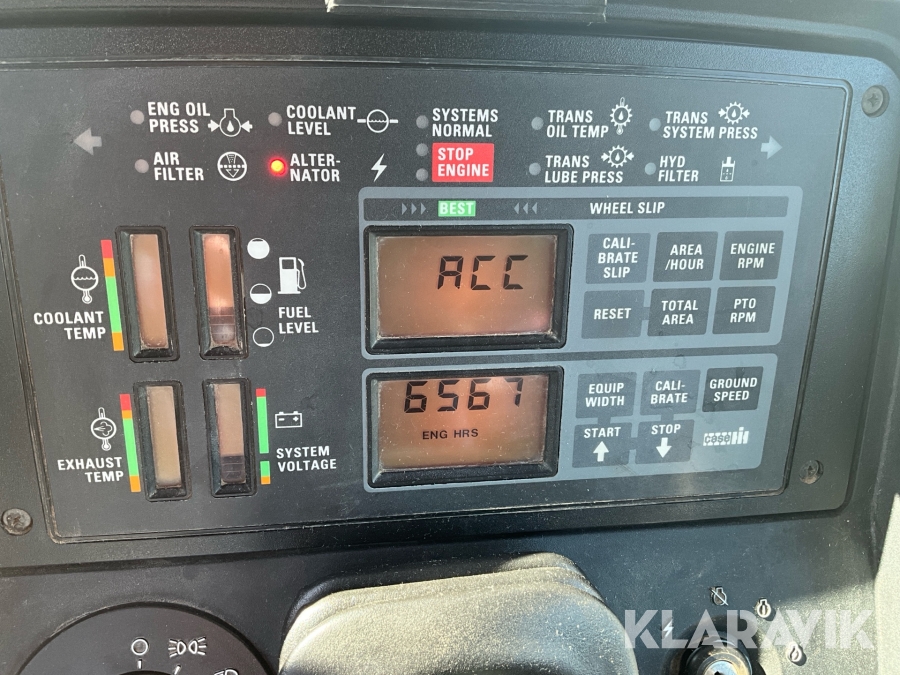 ENG OIL
PRESS
COOLANT
LEVEL
SYSTEMS
NORMAL
TRANS
OIL TEMP
TRANS
SYSTEM PRESS
AIR
FILTER
ALTER-
NATOR
STOP
ENGINE
TRANS
LUBE PRESS
HYD
FILTER
BEST
WHEEL SLIP
ACC
CALI-
BRATE
SLIP
AREA
/HOUR
ENGINE
RPM
RESET
TOTAL
AREA
PTO
RPM
COOLANT
TEMP
FUEL
LEVEL
6567
ENG HRS
EQUIP
WIDTH
CALI-
BRATE
GROUND
SPEED
START
STOP
case IH
EXHAUST
TEMP
SYSTEM
VOLTAGE
KLARAVIK